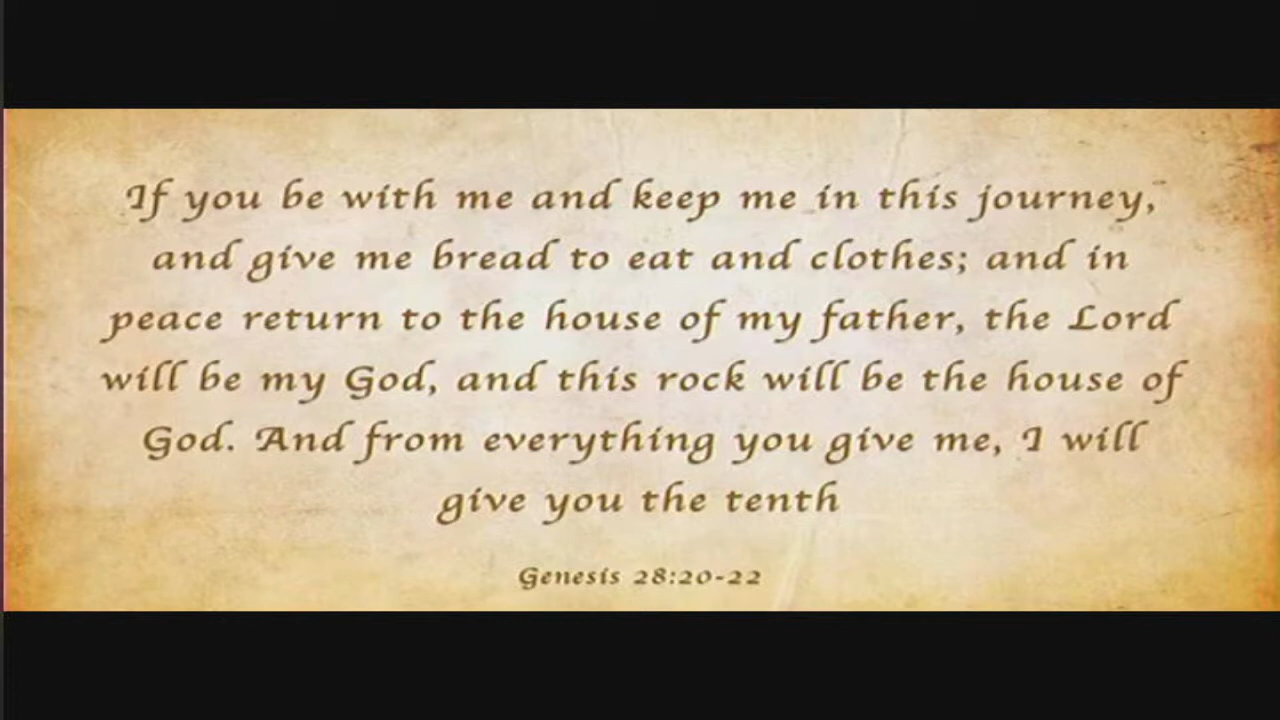 If you be with me and keep me in this journey,
and give me bread to eat and clothes; and in
peace return to the house of my father, the Lord
will be my God, and this rock will be the house of
God. And from everything you give me, I will
give you the tenth
Genesis 28:20-22